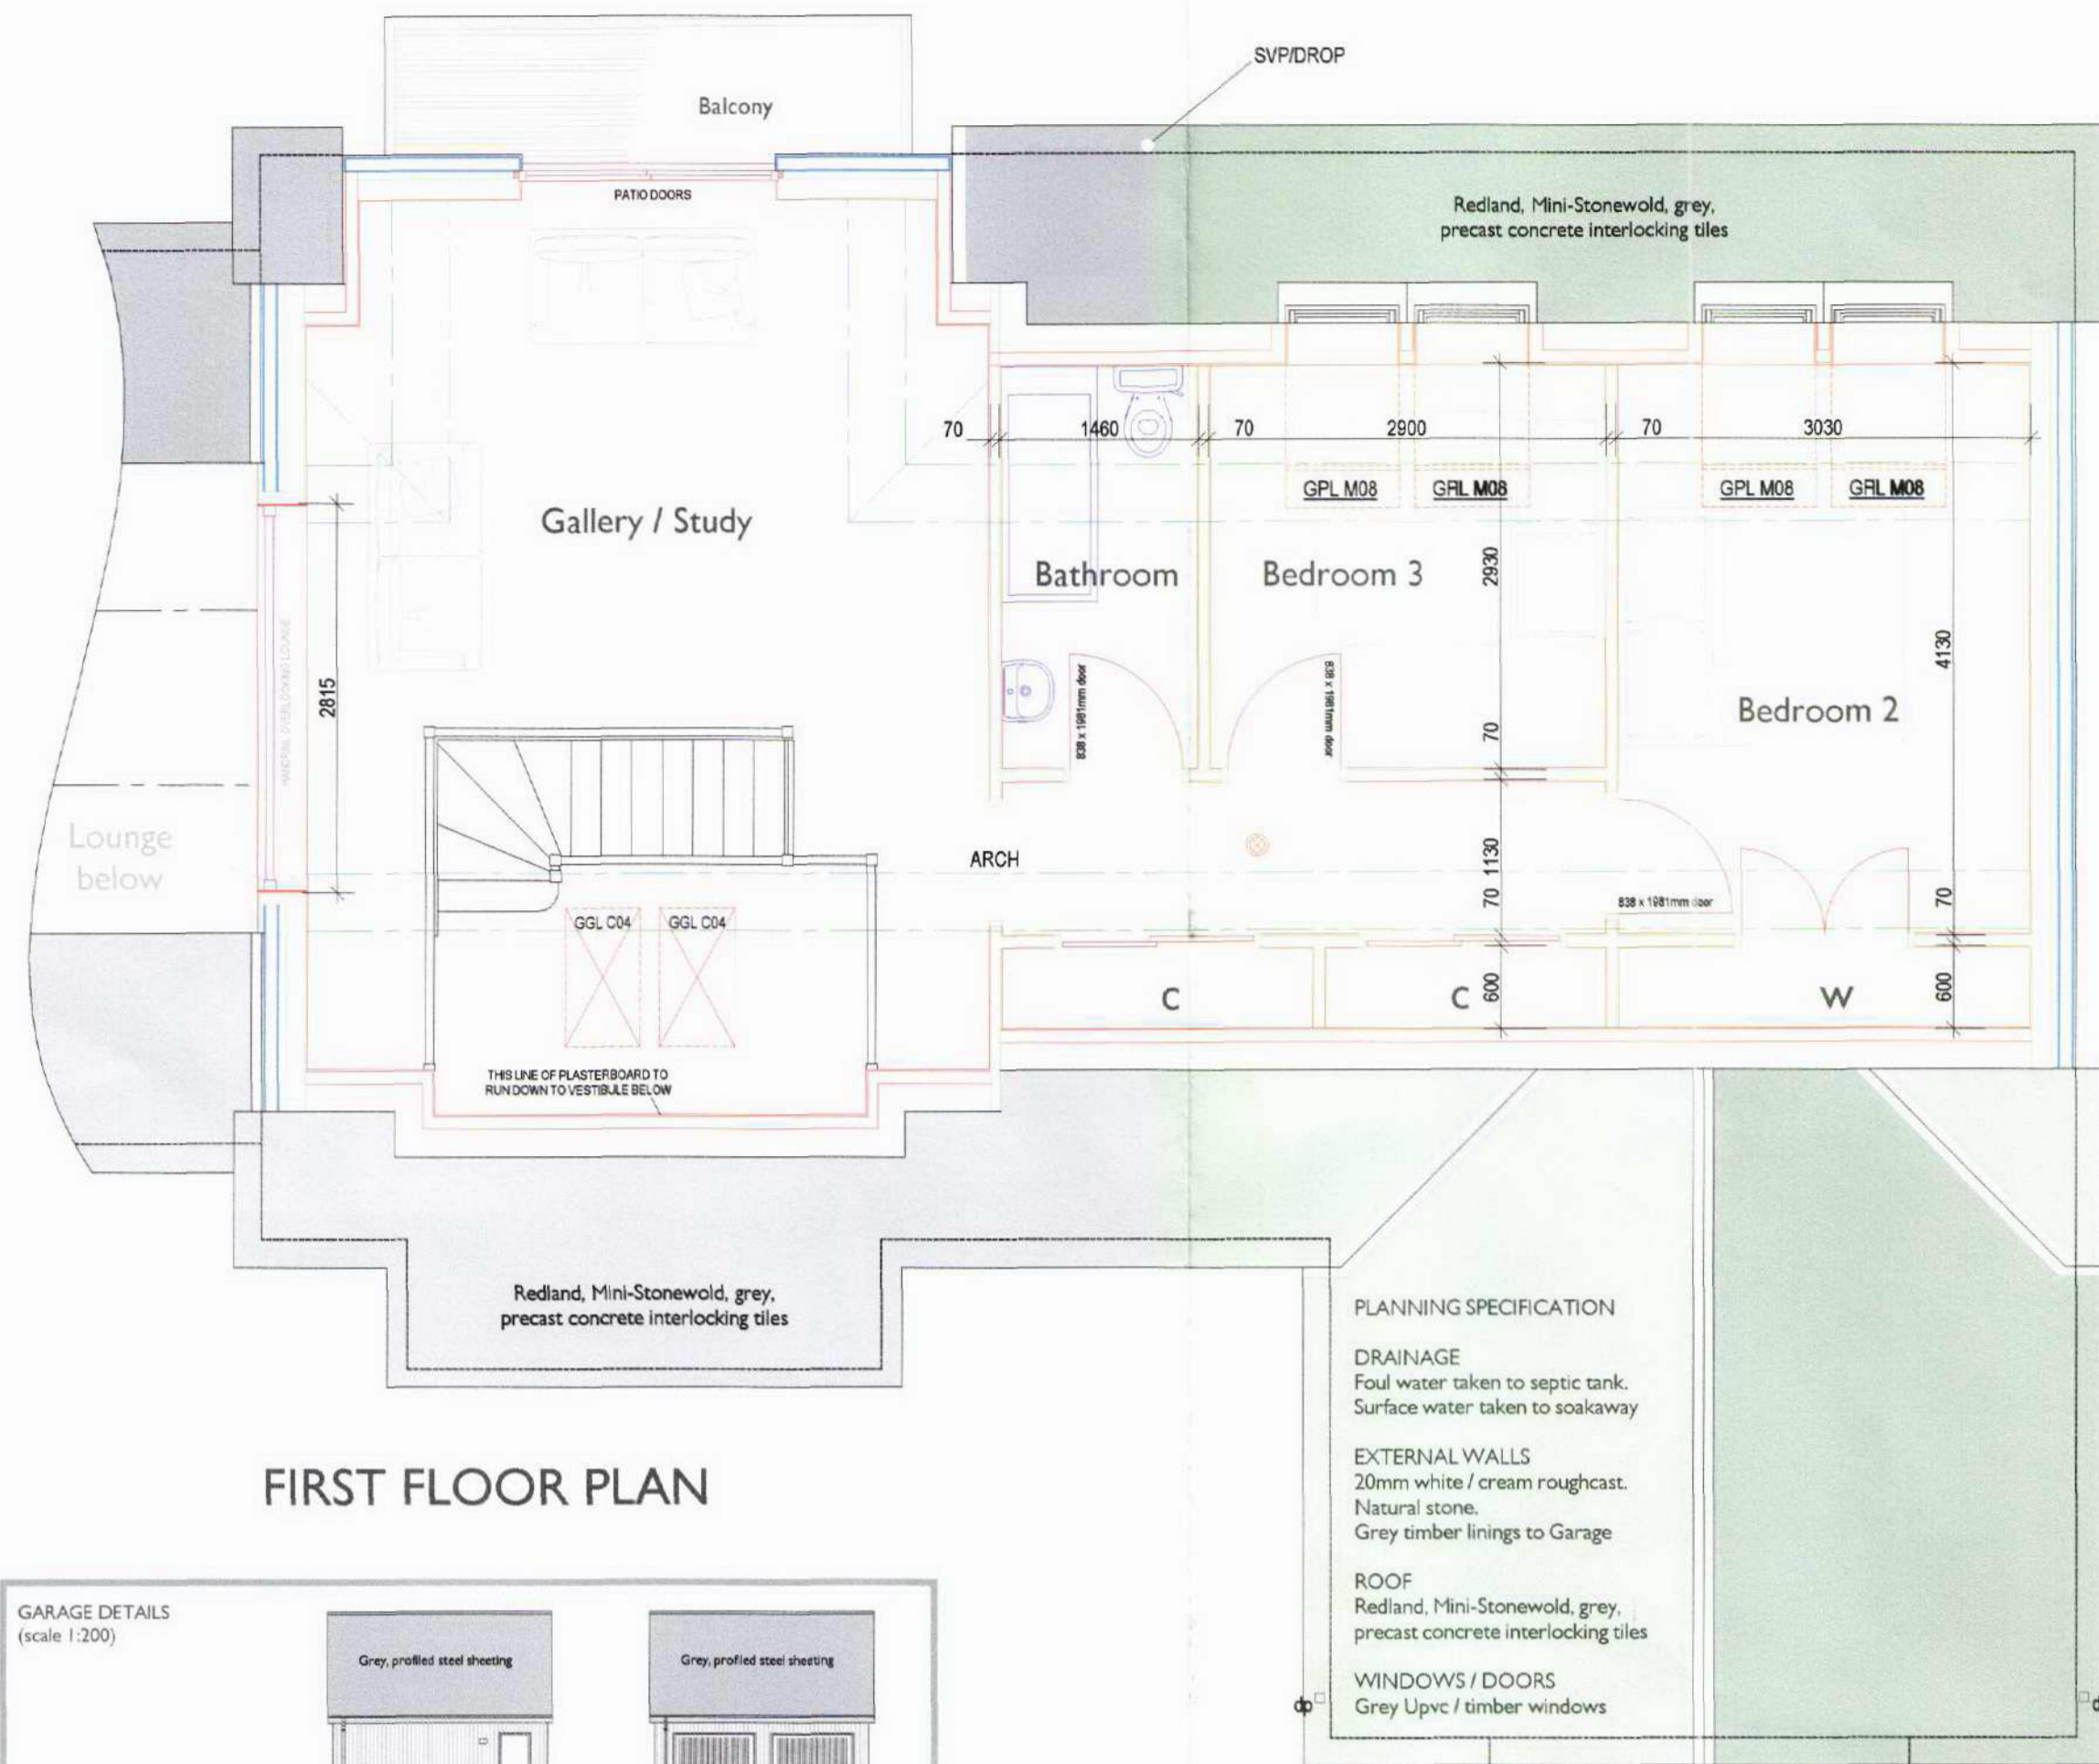 SVP/DROP
Balcony
PATIO DOORS
Redland, Mini-Stonewold, grey,
precast concrete interlocking tiles
70
1460
70
2900
70
3030
GPL M08
GPL M08
Gallery / Study
Bathroom
Bedroom 3
2930
4130
HANDRAIL OVERLOOKING LOUNGE
2815
838 x 1981mm door
838 x 1981mm door
70
Bedroom 2
Lounge
below
ARCH
1130
70
838 x 1981mm door
70
GGL C04
GGL C04
C
C
600
W
600
THIS LINE OF PLASTERBOARD TO
RUN DOWN TO VESTIBULE BELOW
Redland, Mini-Stonewold, grey,
precast concrete interlocking tiles
PLANNING SPECIFICATION
DRAINAGE
Foul water taken to septic tank.
Surface water taken to soakaway
EXTERNAL WALLS
20mm white / cream roughcast.
Natural stone.
Grey timber linings to Garage
ROOF
Redland, Mini-Stonewold, grey,
precast concrete interlocking tiles
WINDOWS / DOORS
Grey Upvc / timber windows
dp
FIRST FLOOR PLAN
GARAGE DETAILS
(scale 1:200)
Grey, profiled steel sheeting
Grey, profiled steel sheeting